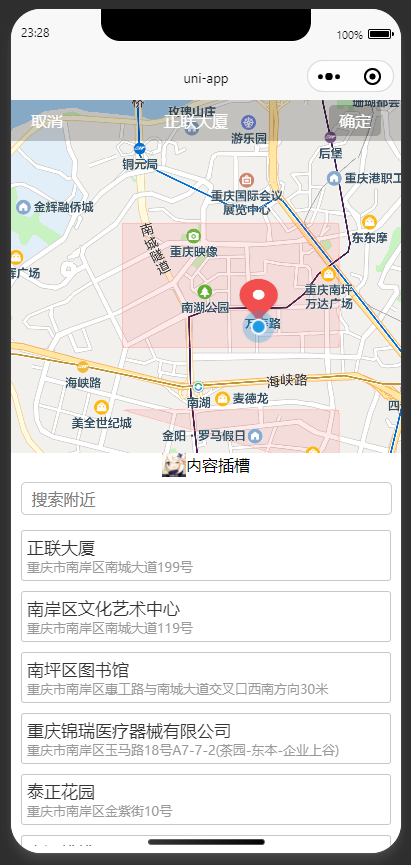 23:28
100%
uni-app
取消
正联大厦
确定
玫瑰山庄
珊瑚都会
游乐园
铜元局
后堡
重庆国际会议
展览中心
重庆港职工
金辉融侨城
南城隧道
东东摩
重庆映像
辉广场
重庆南坪
万达广场
南湖公园
海峡路
海峡路
南湖
麦德龙
美全世纪城
金阳·罗马假日
内容插槽
搜索附近
正联大厦
重庆市南岸区南城大道199号
南岸区文化艺术中心
重庆市南岸区南城大道119号
南坪区图书馆
重庆市南岸区惠工路与南城大道交叉口西南方向30米
重庆锦瑞医疗器械有限公司
重庆市南岸区玉马路18号A7-7-2(茶园-东本-企业上谷)
泰正花园
重庆市南岸区金紫街10号